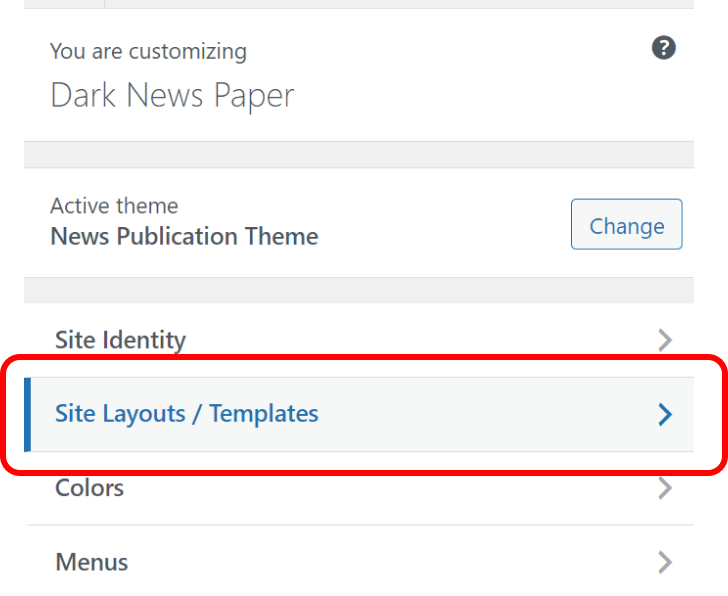 You are customizing
?
Dark News Paper
Active theme
News Publication Theme
Change
Site Identity
Site Layouts / Templates
Colors
Menus